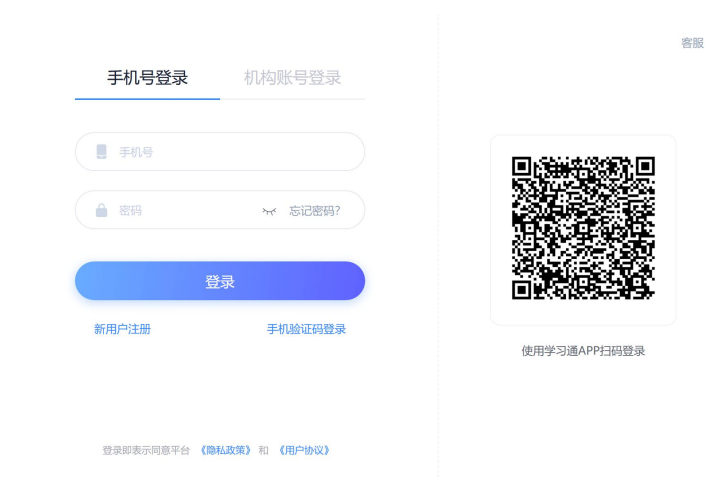 客服
手机号登录
机构账号登录
手机号
密码
忘记密码?
登录
新用户注册
手机验证码登录
使用学习通APP扫码登录
登录即表示同意平台 《隐私政策》 和 《用户协议》